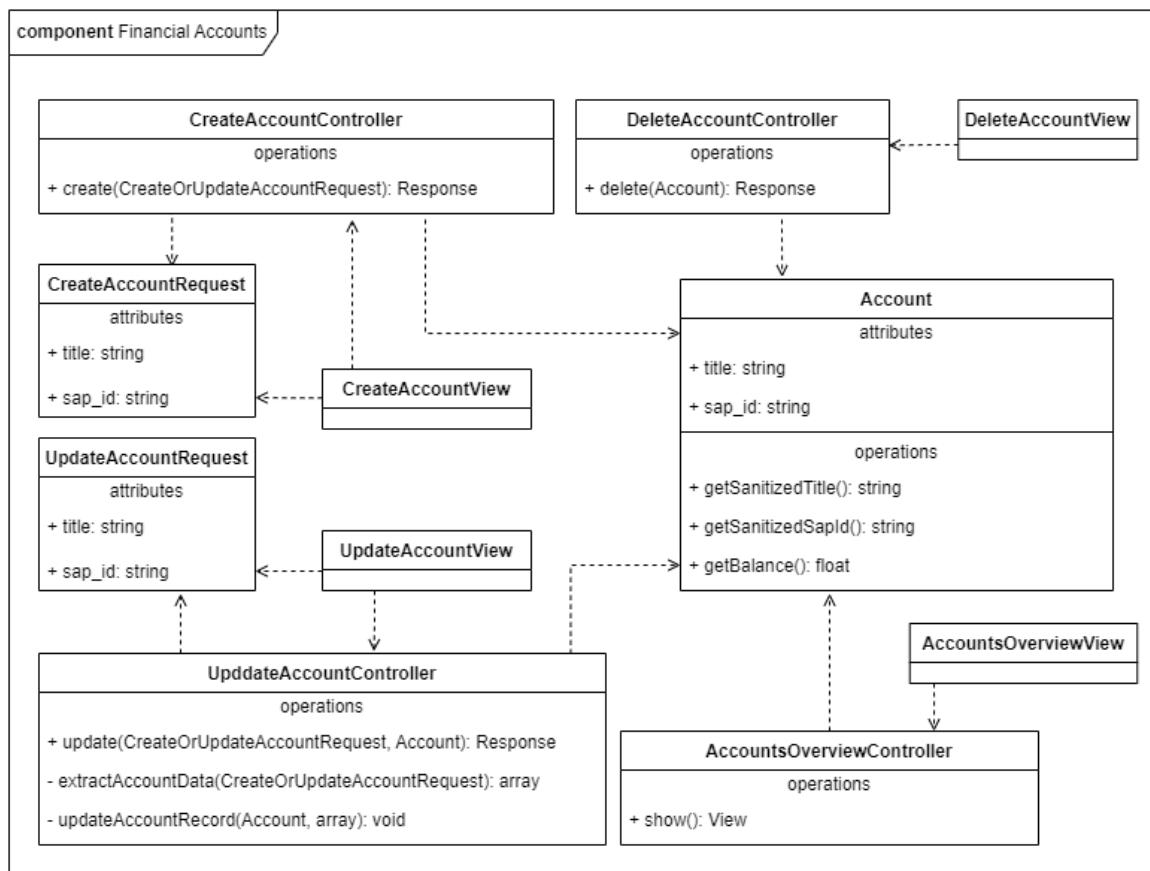 component Financial Accounts
CreateAccountController
operations
+ create(CreateOrUpdateAccountRequest): Response
DeleteAccountController
operations
+ delete(Account): Response
DeleteAccountView
CreateAccountRequest
attributes
+ title: string
+ sap_id: string
CreateAccountView
Account
attributes
+ title: string
+ sap_id: string
operations
+ getSanitizedTitle(): string
+ getSanitizedSapId(): string
+ getBalance(): float
UpdateAccountRequest
attributes
+ title: string
+ sap_id: string
UpdateAccountView
UpddateAccountController
operations
+ update(CreateOrUpdateAccountRequest, Account): Response
- extractAccountData(CreateOrUpdateAccountRequest): array
- updateAccountRecord(Account, array): void
AccountsOverviewView
AccountsOverviewController
operations
+ show(): View